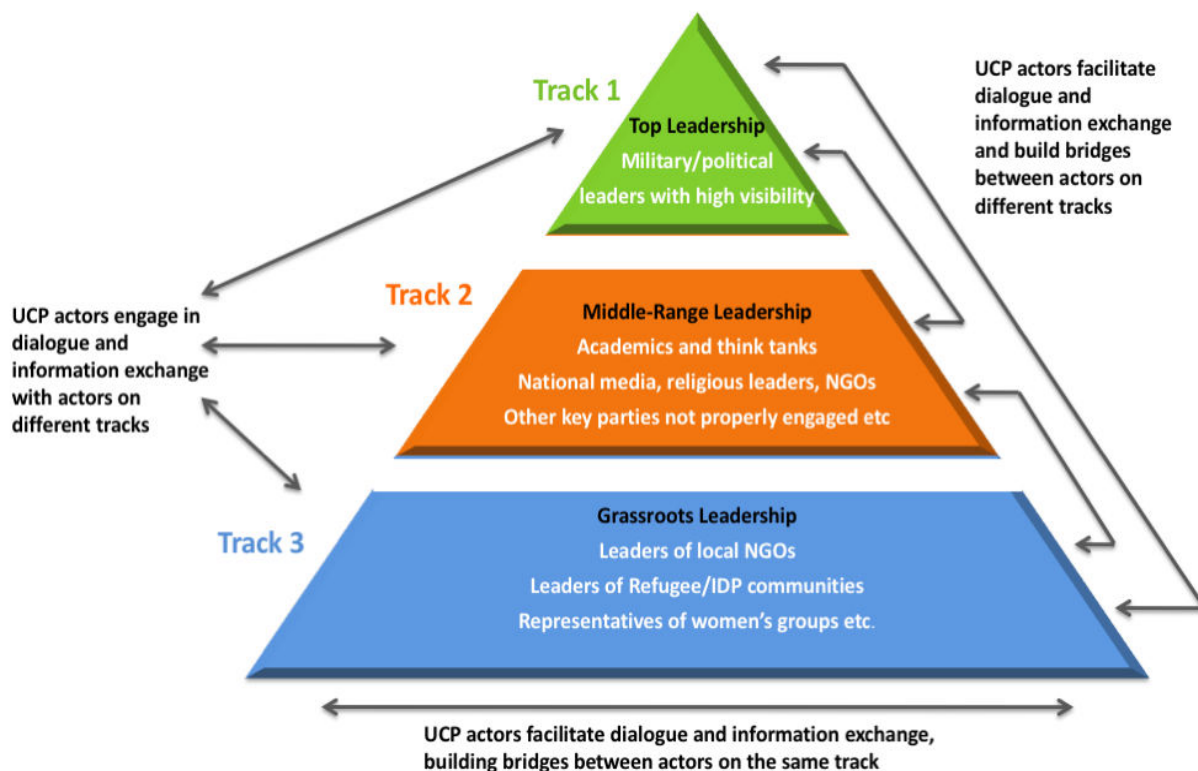 Track 1
Top Leadership
Military/political
leaders with high visibility
UCP actors facilitate
dialogue and
information exchange
and build bridges
between actors on
different tracks
Track 2
Middle-Range Leadership
Academics and think tanks
National media, religious leaders, NGOs
Other key parties not properly engaged etc
UCP actors engage in
dialogue and
information exchange
with actors on
different tracks
Track 3
Grassroots Leadership
Leaders of local NGOs
Leaders of Refugee/IDP communities
Representatives of women's groups etc.
UCP actors facilitate dialogue and information exchange,
building bridges between actors on the same track